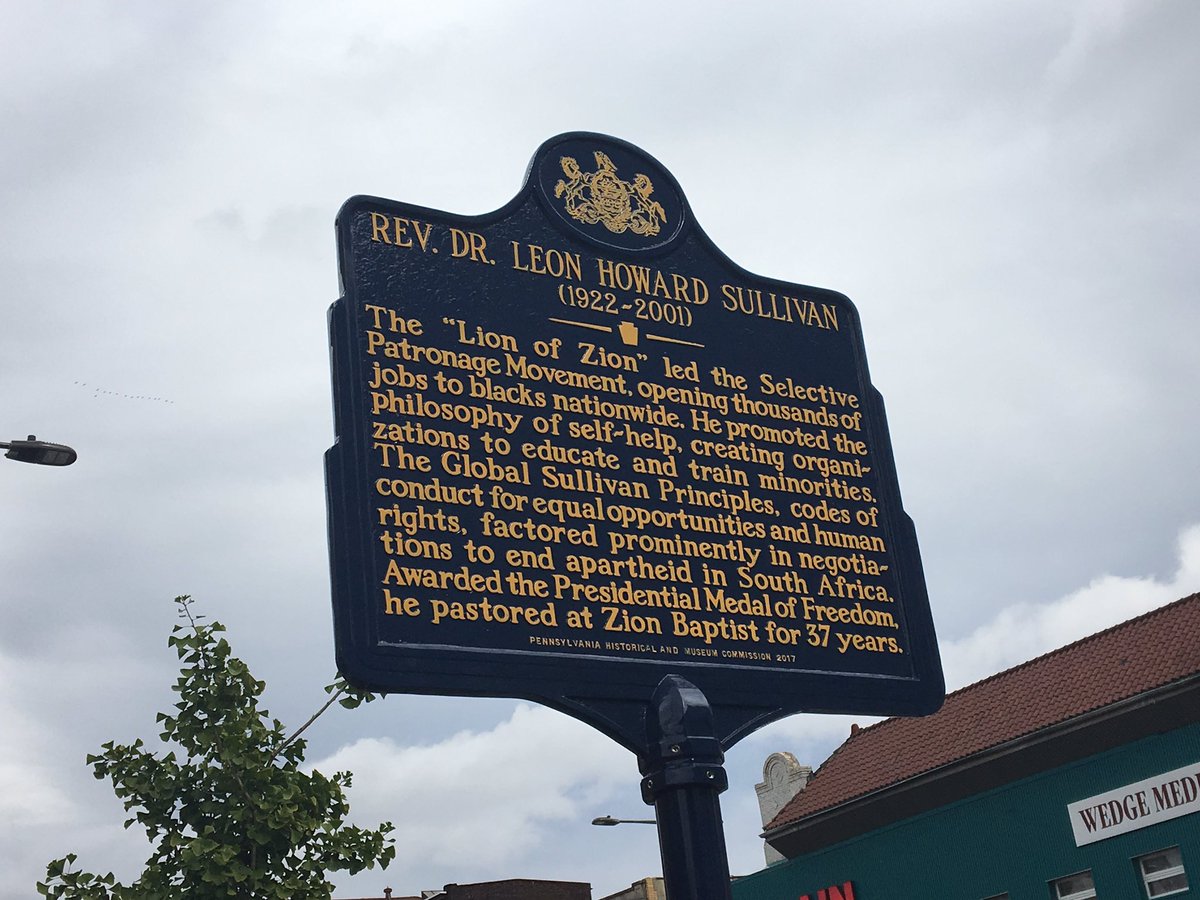 REV. DR. LEON HOWARD SULLIVAN
(1922-2001)
The "Lion of Zion" led the Selective
Patronage Movement, opening thousands of
jobs to blacks nationwide. He promoted the
philosophy of self-help, creating organi-
zations to educate and train minorities.
The Global Sullivan Principles, codes of
conduct for equal opportunities and human
rights, factored prominently in negotia-
tions to end apartheid in South Africa.
Awarded the Presidential Medal of Freedom,
he pastored at Zion Baptist for 37 years.
PENNSYLVANIA HISTORICAL AND MUSEUM COMMISSION 2017
WEDGE MEDI